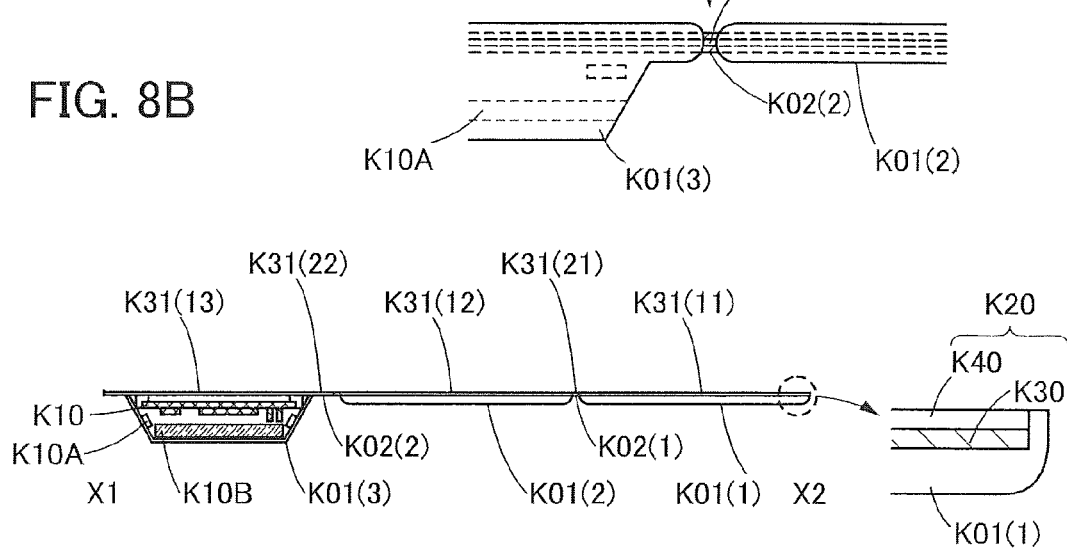 FIG. 8B
K02(2)
K10A
K01(3)
K01(2)
K31(22)
K31(21)
K31(13)
K31(12)
K31(11)
K20
K40
K30
K10
K10A
K02(2)
K02(1)
X1
K10B
K01(3)
K01(2)
K01(1)
X2
K01(1)